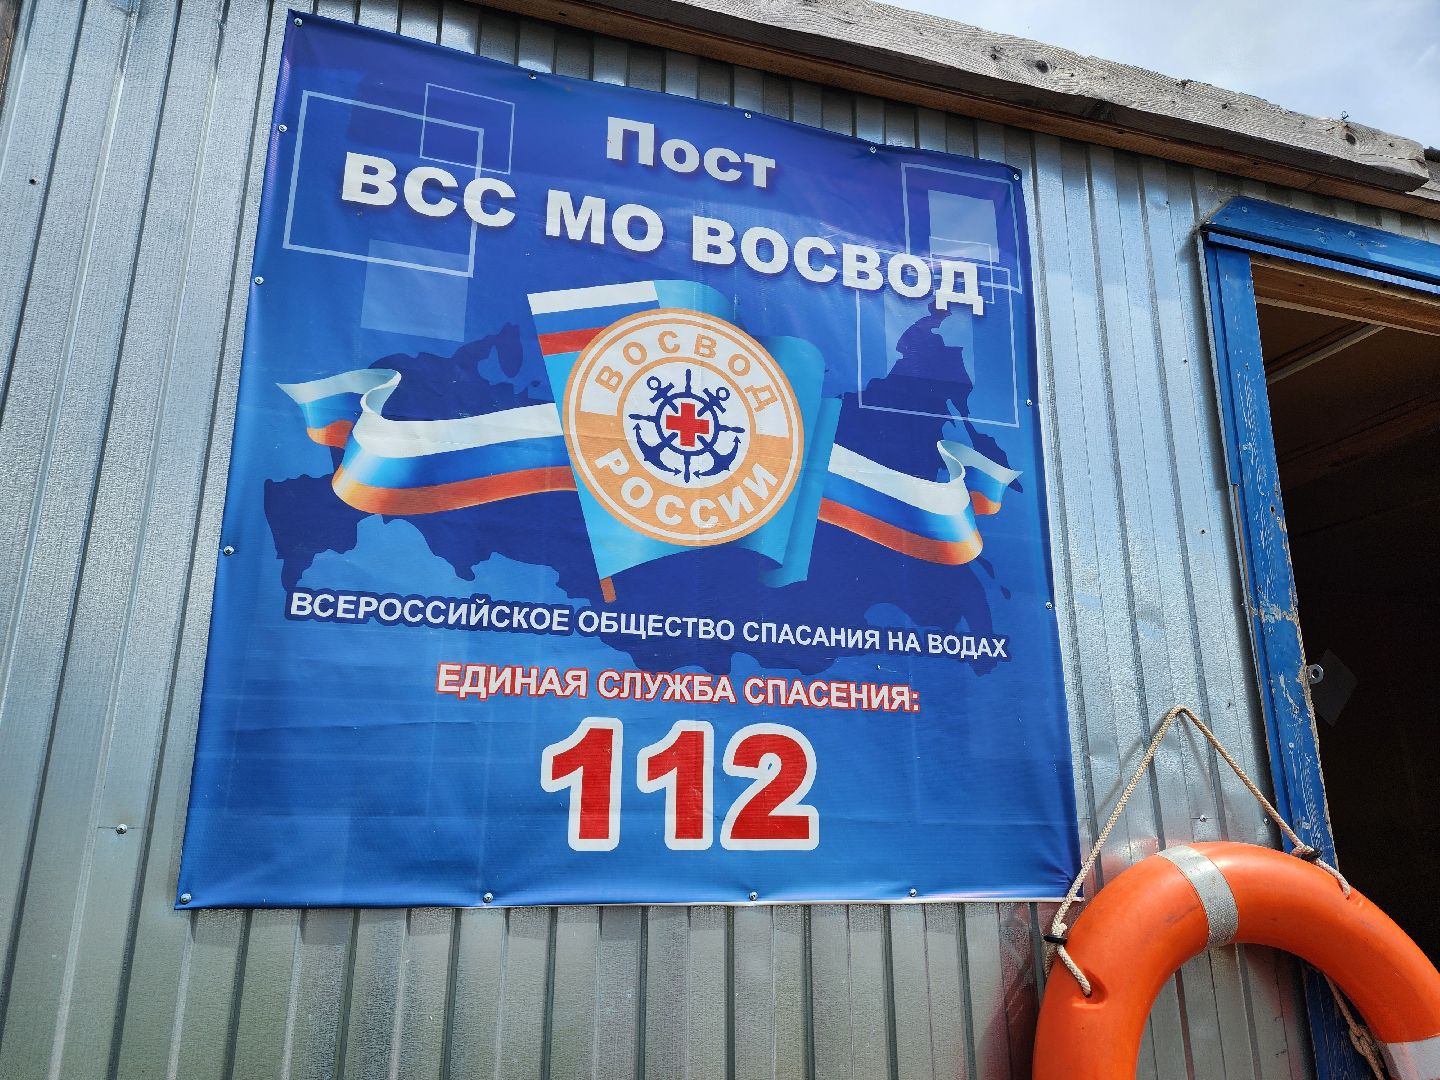 Пост
ВСС МО ВОСВОД
ВОСВОД
РОССИИ
ВСЕРОССИЙСКОЕ ОБЩЕСТВО СПАСАНИЯ НА ВОДАХ
ЕДИНАЯ СЛУЖБА СПАСЕНИЯ:
112